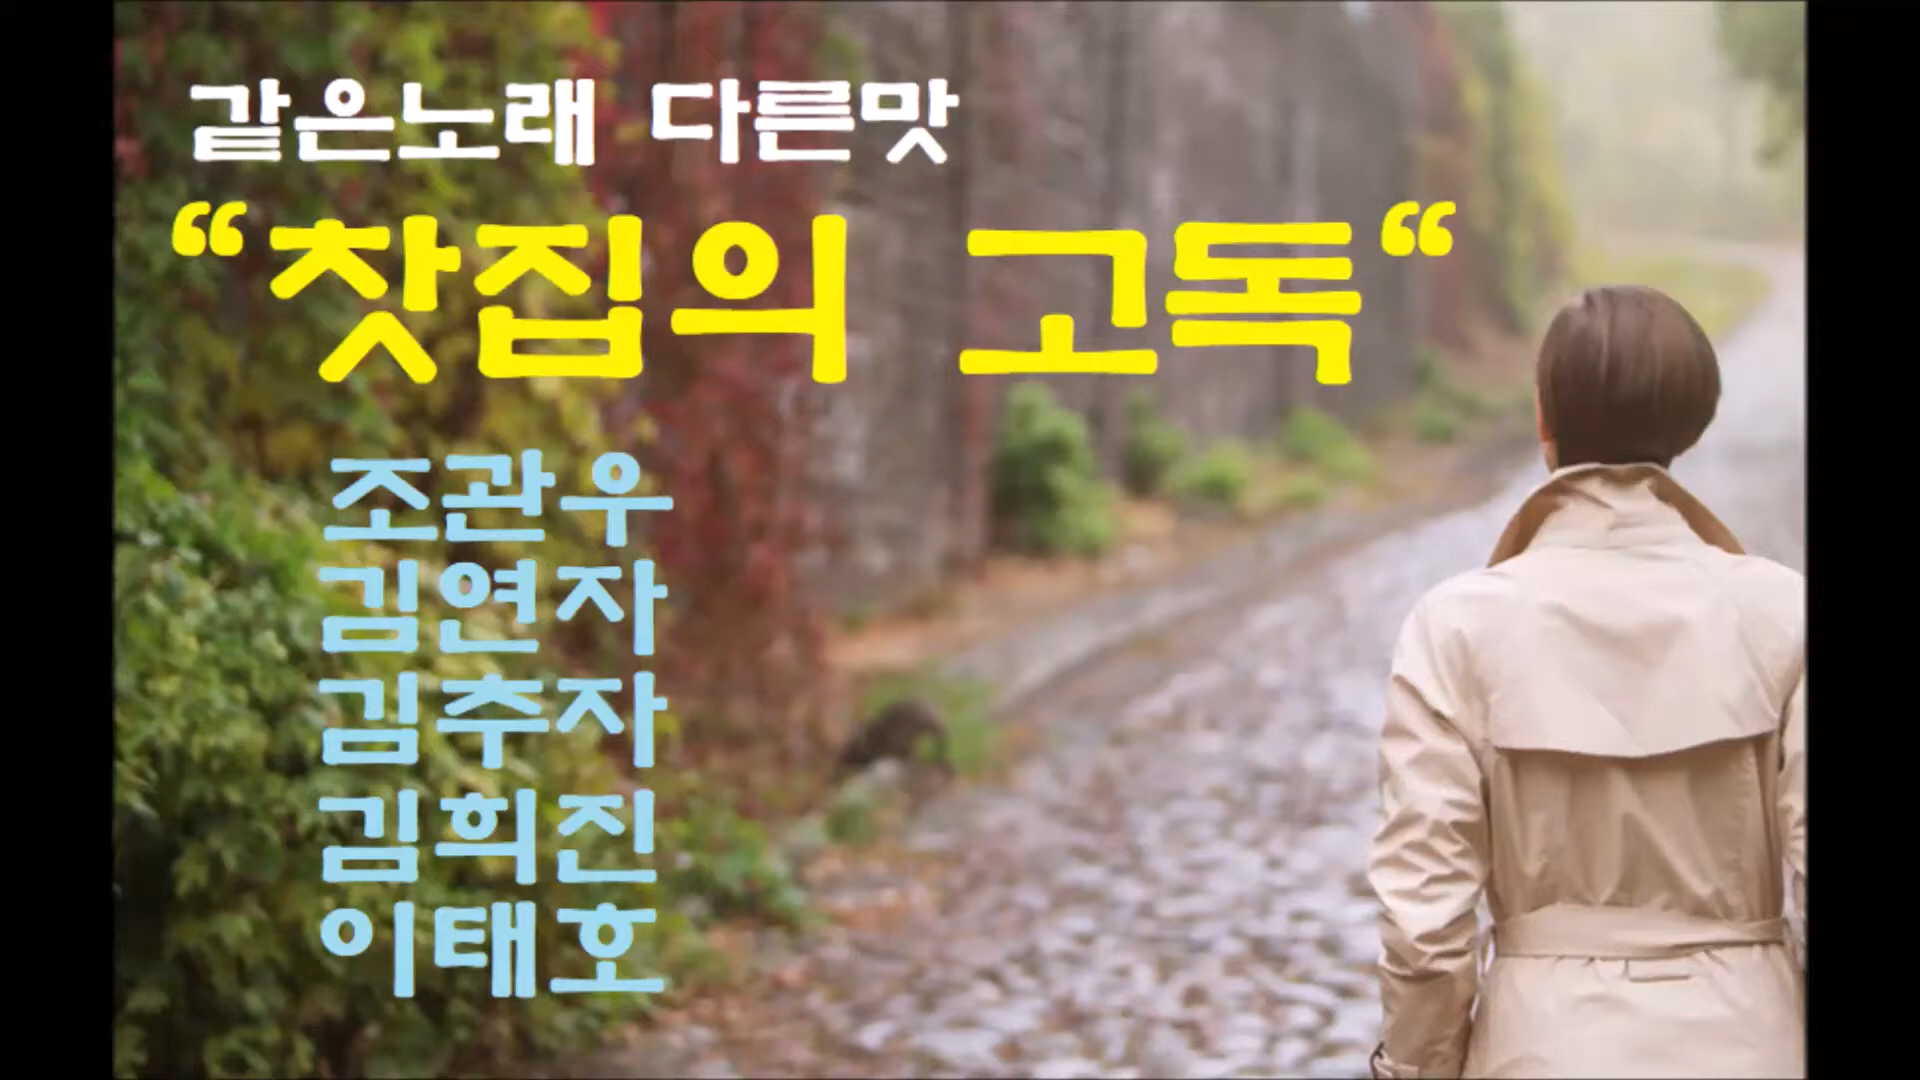 같은노래 다른맛
“찻집의 고독“
조관우
김연자
김추자
김희진
이태호